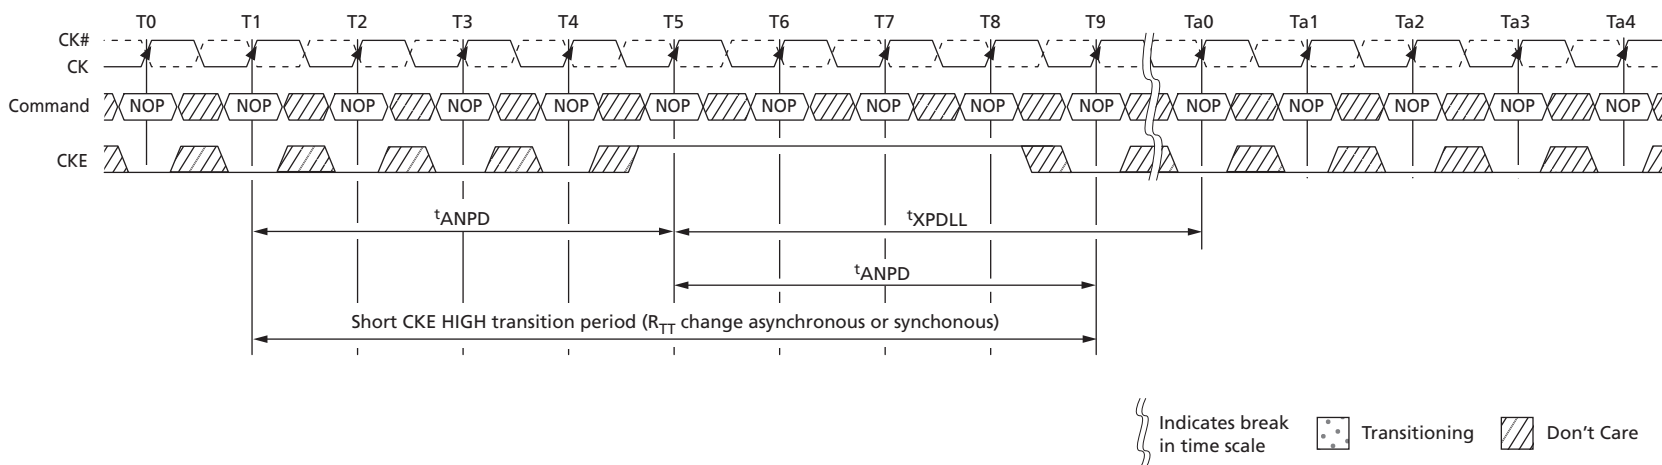 T0 T1 T2 T3 T4 T5 T6 T7 T8 T9 Ta0 Ta1 Ta2 Ta3 Ta4
CK#
CK
Command NOP NOP NOP NOP NOP NOP NOP NOP NOP NOP NOP NOP NOP NOP NOP
CKE
tANPD tXPDLL
tANPD
Short CKE HIGH transition period (RTT change asynchronous or synchonous)
Indicates break
in time scale
Transitioning
Don't Care